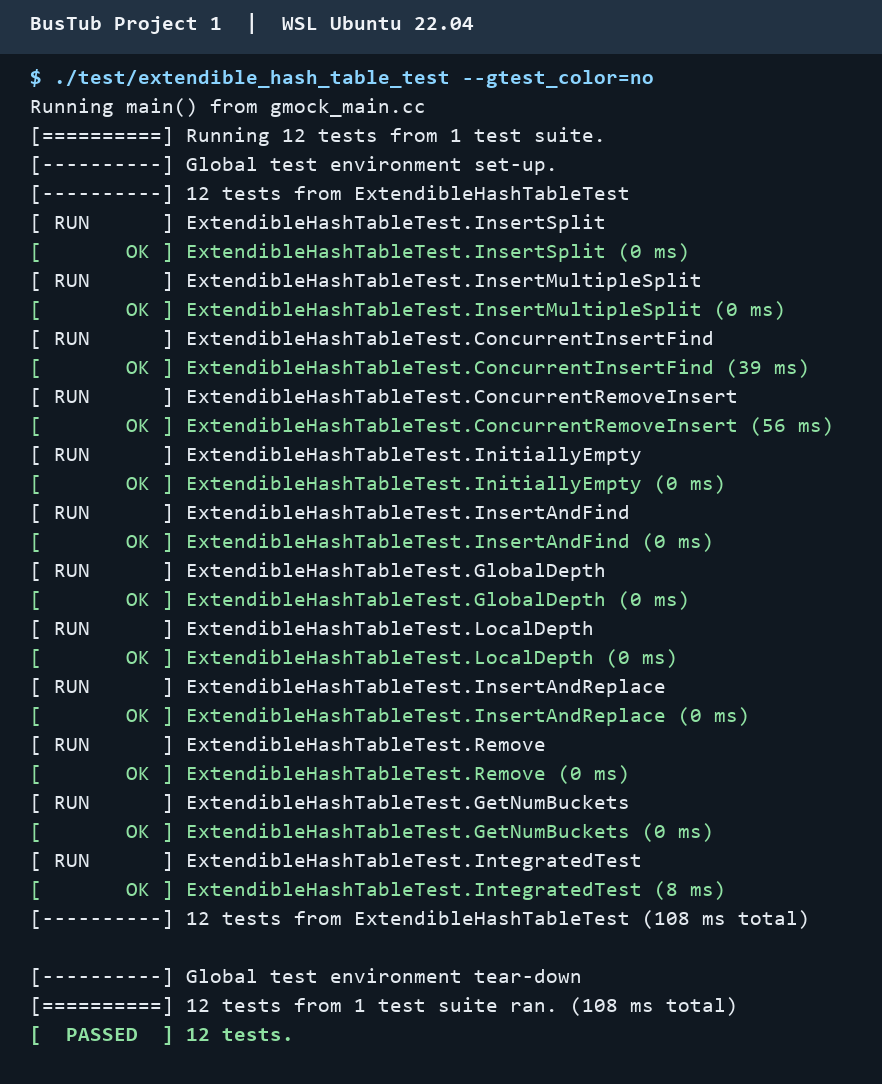 BusTub Project 1  |  WSL Ubuntu 22.04
$ ./test/extendible_hash_table_test --gtest_color=no
Running main() from gmock_main.cc
[==========] Running 12 tests from 1 test suite.
[----------] Global test environment set-up.
[----------] 12 tests from ExtendibleHashTableTest
[ RUN      ] ExtendibleHashTableTest.InsertSplit
[       OK ] ExtendibleHashTableTest.InsertSplit (0 ms)
[ RUN      ] ExtendibleHashTableTest.InsertMultipleSplit
[       OK ] ExtendibleHashTableTest.InsertMultipleSplit (0 ms)
[ RUN      ] ExtendibleHashTableTest.ConcurrentInsertFind
[       OK ] ExtendibleHashTableTest.ConcurrentInsertFind (39 ms)
[ RUN      ] ExtendibleHashTableTest.ConcurrentRemoveInsert
[       OK ] ExtendibleHashTableTest.ConcurrentRemoveInsert (56 ms)
[ RUN      ] ExtendibleHashTableTest.InitiallyEmpty
[       OK ] ExtendibleHashTableTest.InitiallyEmpty (0 ms)
[ RUN      ] ExtendibleHashTableTest.InsertAndFind
[       OK ] ExtendibleHashTableTest.InsertAndFind (0 ms)
[ RUN      ] ExtendibleHashTableTest.GlobalDepth
[       OK ] ExtendibleHashTableTest.GlobalDepth (0 ms)
[ RUN      ] ExtendibleHashTableTest.LocalDepth
[       OK ] ExtendibleHashTableTest.LocalDepth (0 ms)
[ RUN      ] ExtendibleHashTableTest.InsertAndReplace
[       OK ] ExtendibleHashTableTest.InsertAndReplace (0 ms)
[ RUN      ] ExtendibleHashTableTest.Remove
[       OK ] ExtendibleHashTableTest.Remove (0 ms)
[ RUN      ] ExtendibleHashTableTest.GetNumBuckets
[       OK ] ExtendibleHashTableTest.GetNumBuckets (0 ms)
[ RUN      ] ExtendibleHashTableTest.IntegratedTest
[       OK ] ExtendibleHashTableTest.IntegratedTest (8 ms)
[----------] 12 tests from ExtendibleHashTableTest (108 ms total)
[----------] Global test environment tear-down
[==========] 12 tests from 1 test suite ran. (108 ms total)
[  PASSED  ] 12 tests.